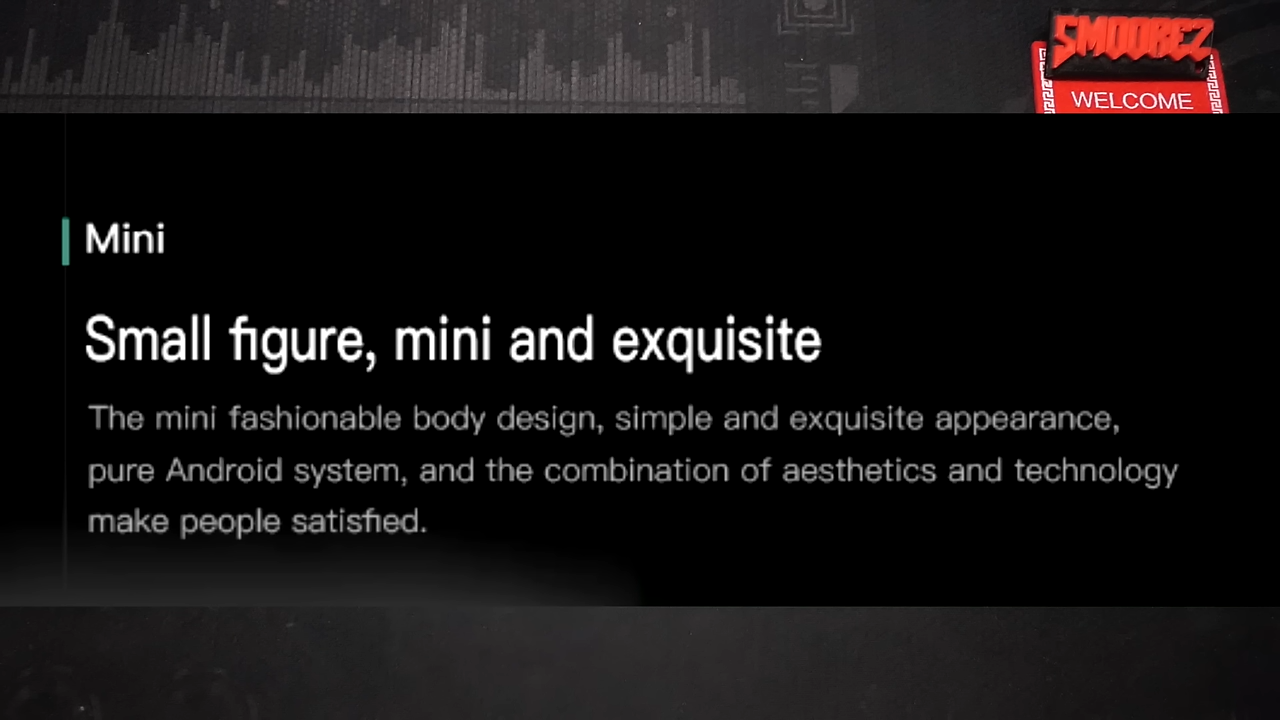 SMOOREZ
WELCOME
Mini
Small figure, mini and exquisite
The mini fashionable body design, simple and exquisite appearance,
pure Android system, and the combination of aesthetics and technology
make people satisfied.